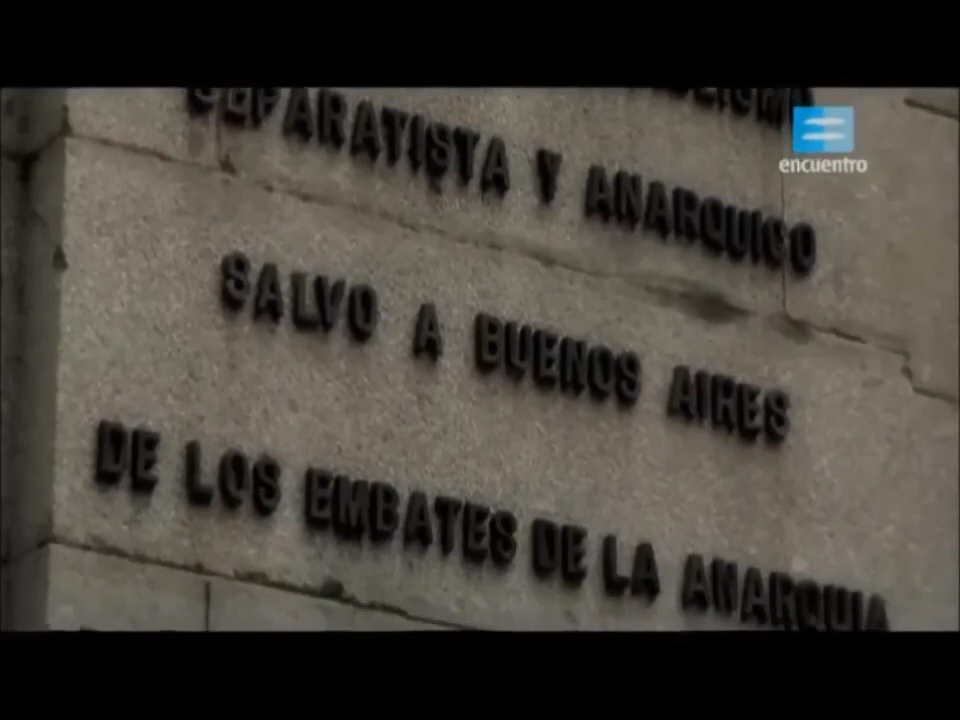 SEPARATISTA Y ANARQUICO
SALVO A BUENOS AIRES
DE LOS EMBATES DE LA ANARQUIA
encuentro